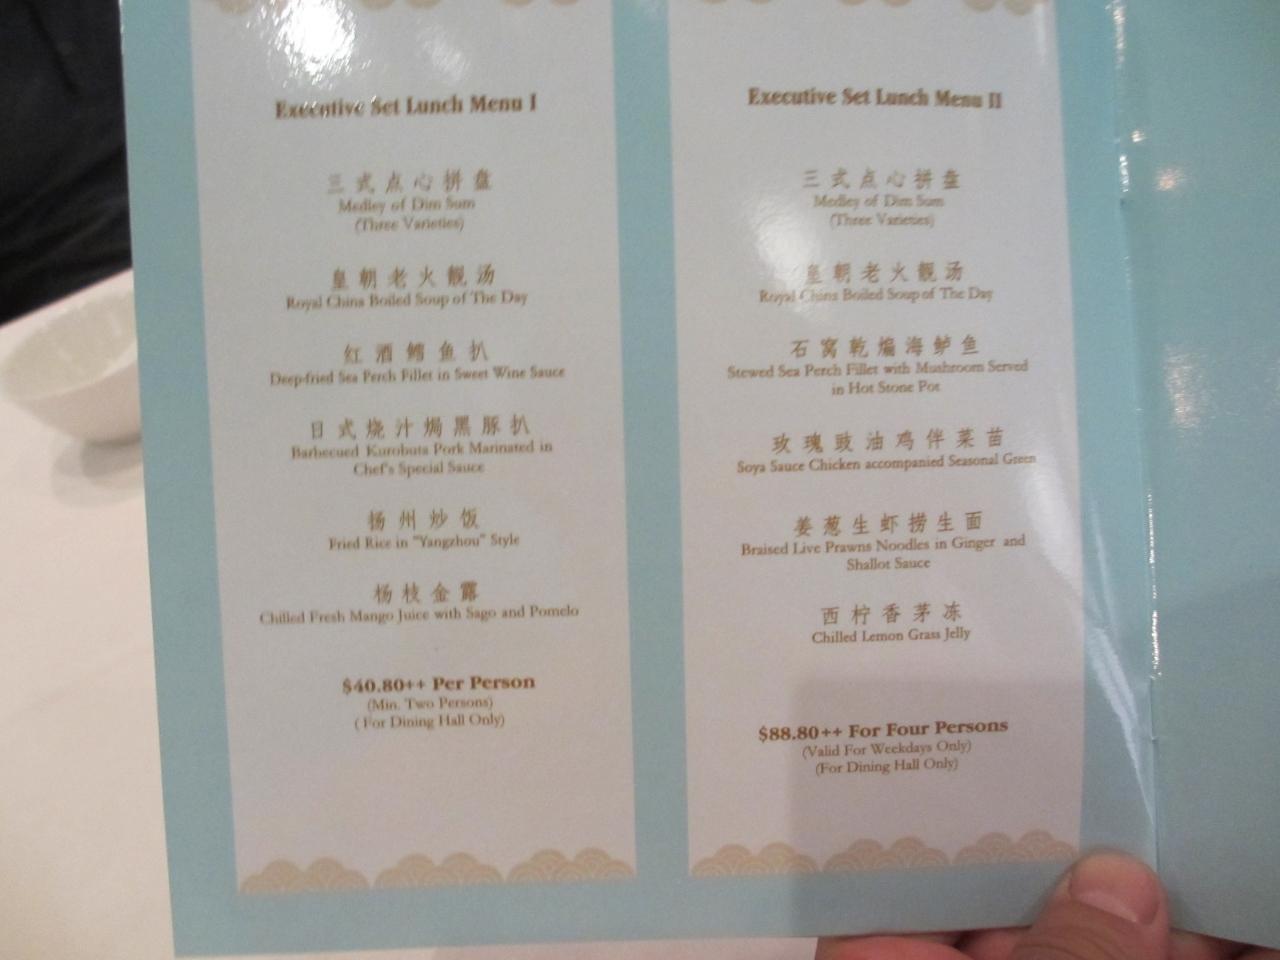 Executive Set Lunch Menu I
三式点心拼盘
Medley of Dim Sum
(Three Varieties)
皇朝老火靓汤
Royal China Boiled Soup of The Day
红酒鳕鱼扒
Deep-fried Sea Perch Fillet in Sweet Wine Sauce
日式烧汁焗黑豚扒
Barbecued Kurobuta Pork Marinated in
Chef's Special Sauce
扬州炒饭
Fried Rice in "Yangzhou" Style
杨枝金露
Chilled Fresh Mango Juice with Sago and Pomelo
$40.80++ Per Person
(Min. Two Persons)
(For Dining Hall Only)
Executive Set Lunch Menu II
三式点心拼盘
Medley of Dim Sum
(Three Varieties)
皇朝老火靓汤
Royal China Boiled Soup of The Day
石窝乾煸海鲈鱼
Stewed Sea Perch Fillet with Mushroom Served
in Hot Stone Pot
玫瑰豉油鸡伴菜苗
Soya Sauce Chicken accompanied Seasonal Green
姜葱生虾捞生面
Braised Live Prawns Noodles in Ginger and
Shallot Sauce
西柠香茅冻
Chilled Lemon Grass Jelly
$88.80++ For Four Persons
(Valid For Weekdays Only)
(For Dining Hall Only)